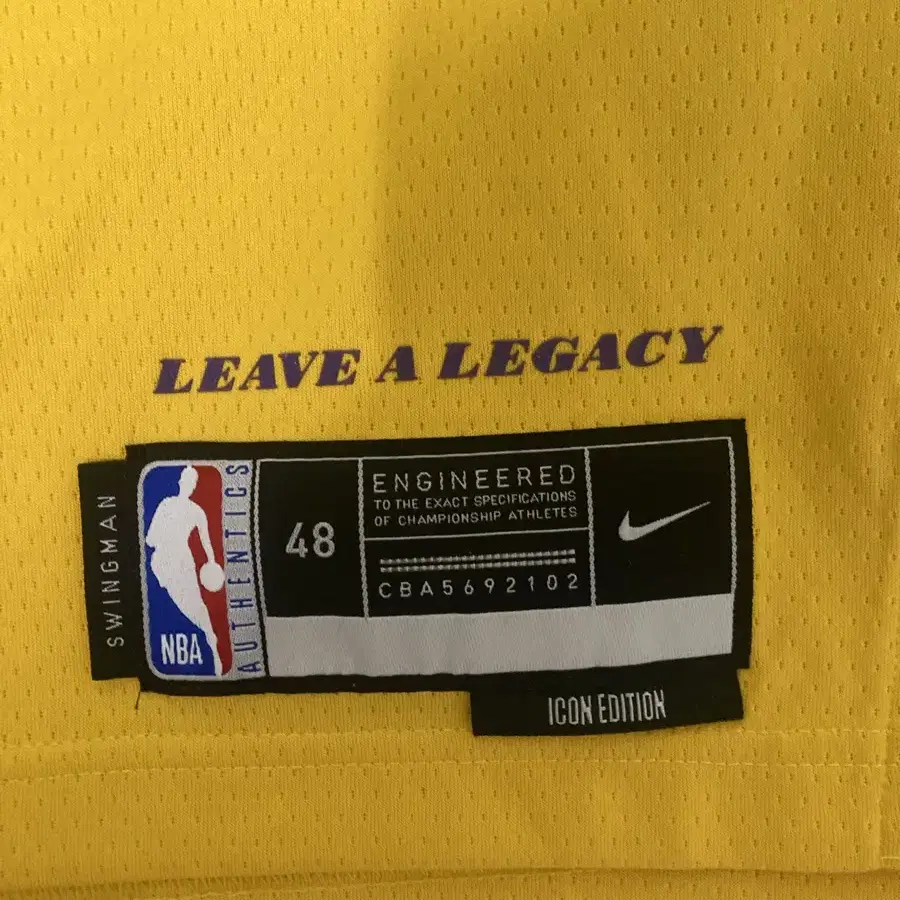 LEAVE A LEGACY
SWINGMAN
NBA
AUTHENTICS
48
ENGINEERED
TO THE EXACT SPECIFICATIONS
OF CHAMPIONSHIP ATHLETES
CBA5692102
ICON EDITION